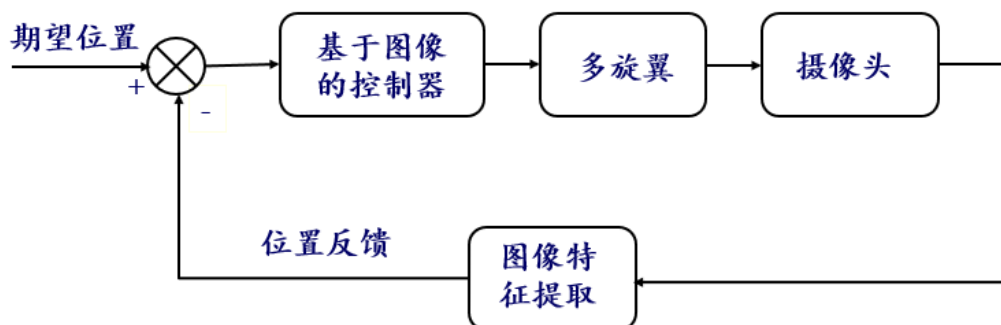 期望位置
+
-
基于图像
的控制器
多旋翼
摄像头
位置反馈
图像特
征提取